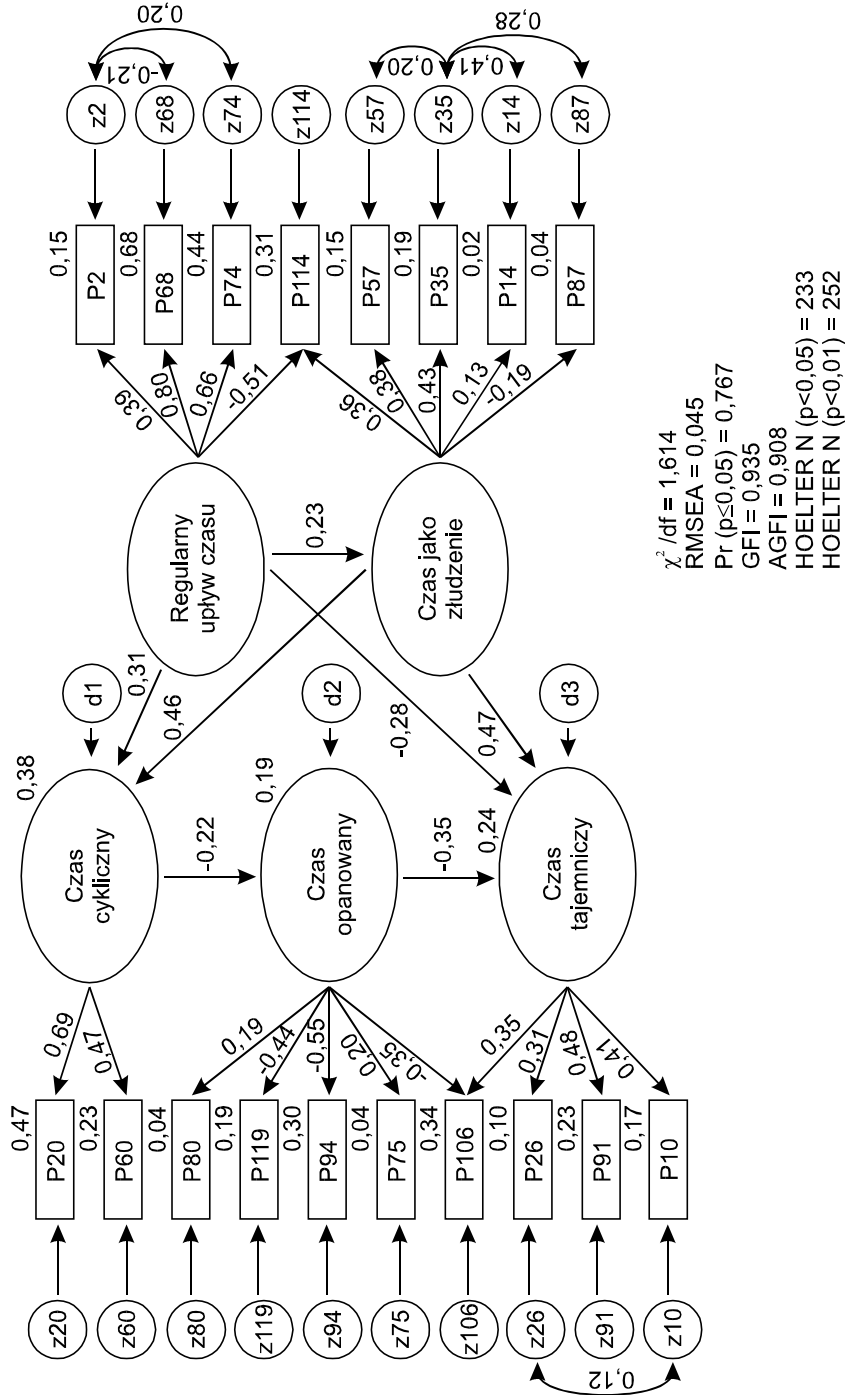 0,20
-0,21
z20
P20
0,47
0,69
z60
P60
0,23
0,47
z80
P80
0,04
0,19
z119
P119
0,19
-0,44
z94
P94
0,30
-0,55
z75
P75
0,04
0,20
z106
P106
0,34
-0,35
0,35
z26
P26
0,10
0,31
z91
P91
0,23
0,48
z10
P10
0,17
0,41
0,12
Czas
cykliczny
0,38
d1
-0,22
Czas
opanowany
0,19
d2
-0,35
Czas
tajemniczy
0,24
d3
0,31
0,46
-0,28
0,47
Regularny
upływ czasu
0,23
Czas jako
złudzenie
0,39
P2
0,15
z2
0,80
P68
0,68
z68
0,66
P74
0,44
z74
-0,51
0,36
P114
0,31
z114
0,38
P57
0,15
z57
0,43
P35
0,19
z35
0,13
P14
0,02
z14
-0,19
P87
0,04
z87
0,20
0,41
0,28
χ² /df = 1,614
RMSEA = 0,045
Pr (p≤0,05) = 0,767
GFI = 0,935
AGFI = 0,908
HOELTER N (p<0,05) = 233
HOELTER N (p<0,01) = 252